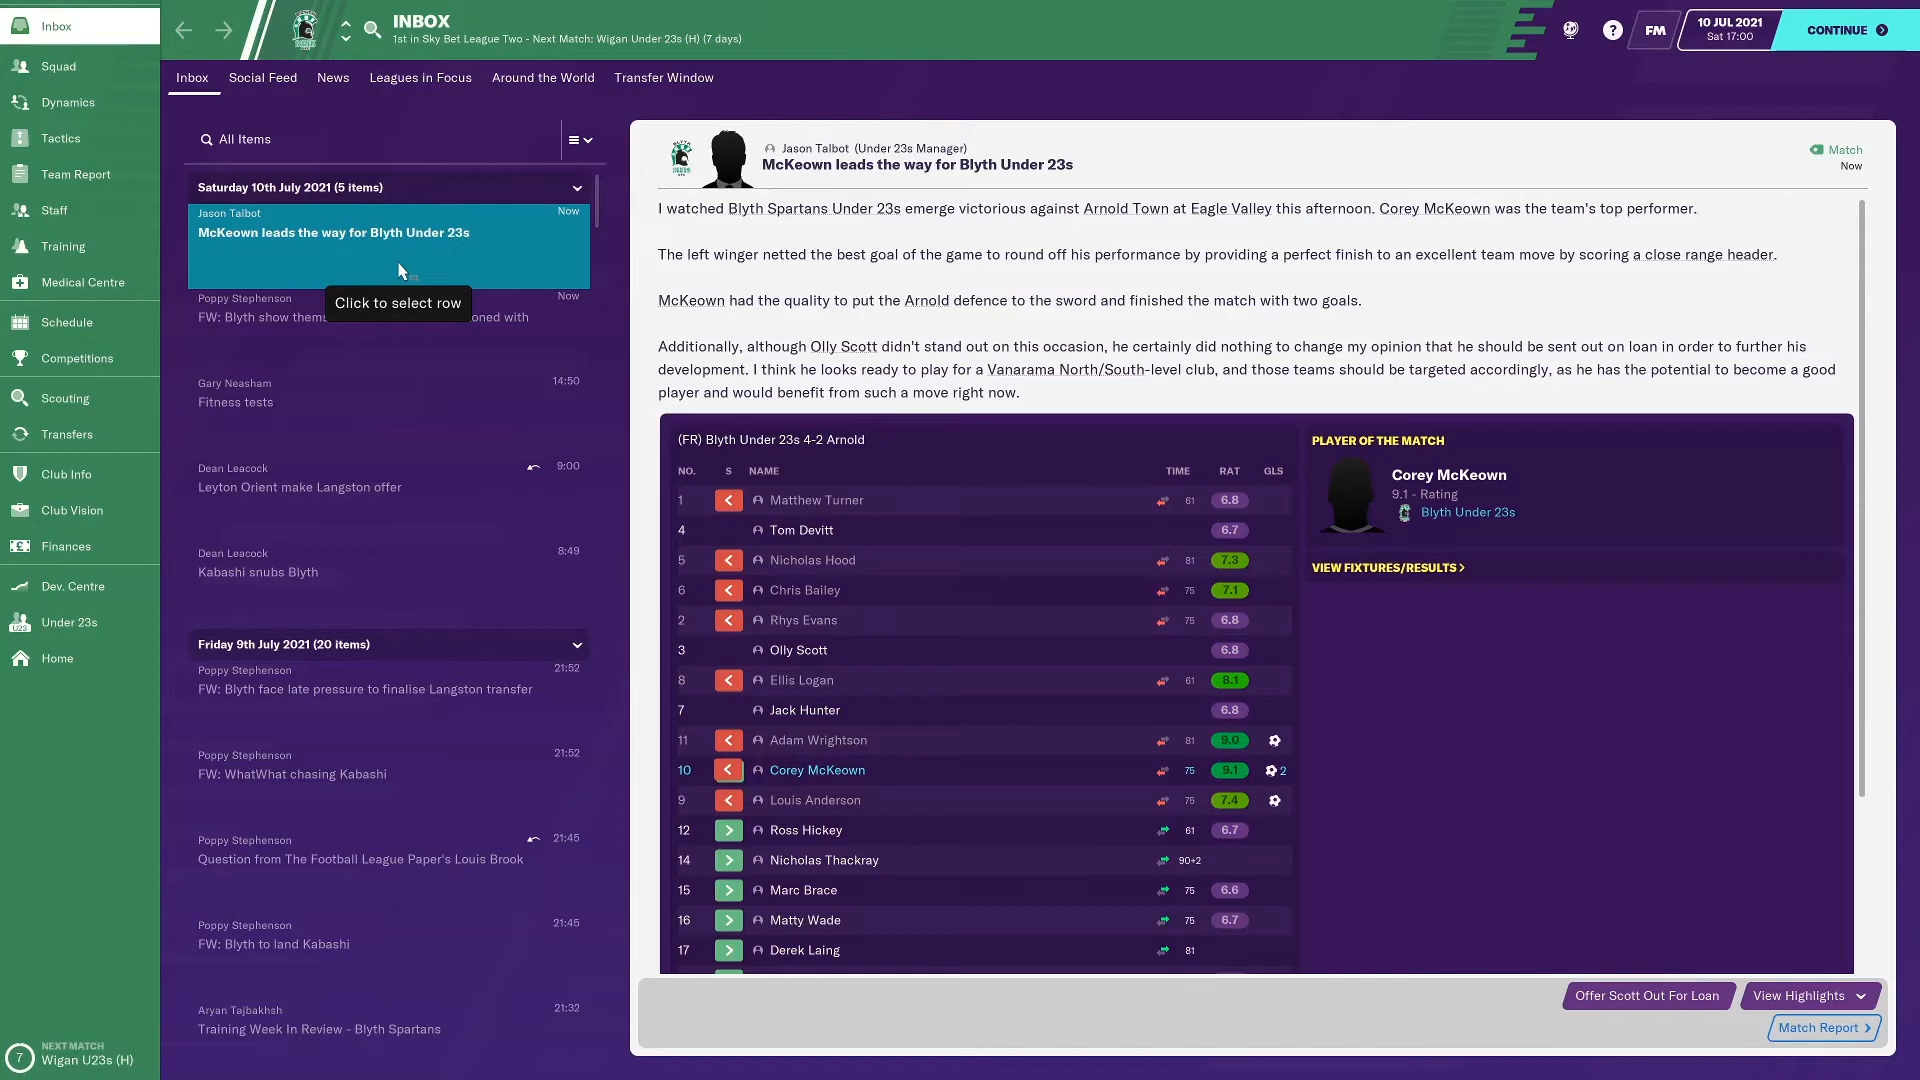 Inbox
Squad
Dynamics
Tactics
Team Report
Staff
Training
Medical Centre
Schedule
Competitions
Scouting
Transfers
Club Info
Club Vision
Finances
Dev. Centre
U23
Under 23s
Home
7
NEXT MATCH
Wigan U23s (H)
INBOX
1st in Sky Bet League Two - Next Match: Wigan Under 23s (H) (7 days)
?
FM
10 JUL 2021
Sat 17:00
CONTINUE
Inbox Social Feed News Leagues in Focus Around the World Transfer Window
All Items
Saturday 10th July 2021 (5 items)
Jason Talbot Now
McKeown leads the way for Blyth Under 23s
Click to select row
Poppy Stephenson Now
FW: Blyth show thems oned with
Gary Neasham 14:50
Fitness tests
Dean Leacock 9:00
Leyton Orient make Langston offer
Dean Leacock 8:49
Kabashi snubs Blyth
Friday 9th July 2021 (20 items)
Poppy Stephenson 21:52
FW: Blyth face late pressure to finalise Langston transfer
Poppy Stephenson 21:52
FW: WhatWhat chasing Kabashi
Poppy Stephenson 21:45
Question from The Football League Paper's Louis Brook
Poppy Stephenson 21:45
FW: Blyth to land Kabashi
Aryan Tajbakhsh 21:32
Training Week In Review - Blyth Spartans
Jason Talbot (Under 23s Manager)
McKeown leads the way for Blyth Under 23s
Match
Now
I watched Blyth Spartans Under 23s emerge victorious against Arnold Town at Eagle Valley this afternoon. Corey McKeown was the team's top performer.
The left winger netted the best goal of the game to round off his performance by providing a perfect finish to an excellent team move by scoring a close range header.
McKeown had the quality to put the Arnold defence to the sword and finished the match with two goals.
Additionally, although Olly Scott didn't stand out on this occasion, he certainly did nothing to change my opinion that he should be sent out on loan in order to further his
development. I think he looks ready to play for a Vanarama North/South-level club, and those teams should be targeted accordingly, as he has the potential to become a good
player and would benefit from such a move right now.
(FR) Blyth Under 23s 4-2 Arnold
NO. S NAME TIME RAT GLS
1 Matthew Turner 61 6.8
4 Tom Devitt 6.7
5 Nicholas Hood 81 7.3
6 Chris Bailey 75 7.1
2 Rhys Evans 75 6.8
3 Olly Scott 6.8
8 Ellis Logan 61 8.1
7 Jack Hunter 6.8
11 Adam Wrightson 81 9.0
10 Corey McKeown 75 9.1 2
9 Louis Anderson 75 7.4
12 Ross Hickey 61 6.7
14 Nicholas Thackray 90+2
15 Marc Brace 75 6.6
16 Matty Wade 75 6.7
17 Derek Laing 81
PLAYER OF THE MATCH
Corey McKeown
9.1 - Rating
Blyth Under 23s
VIEW FIXTURES/RESULTS >
Offer Scott Out For Loan
View Highlights
Match Report >